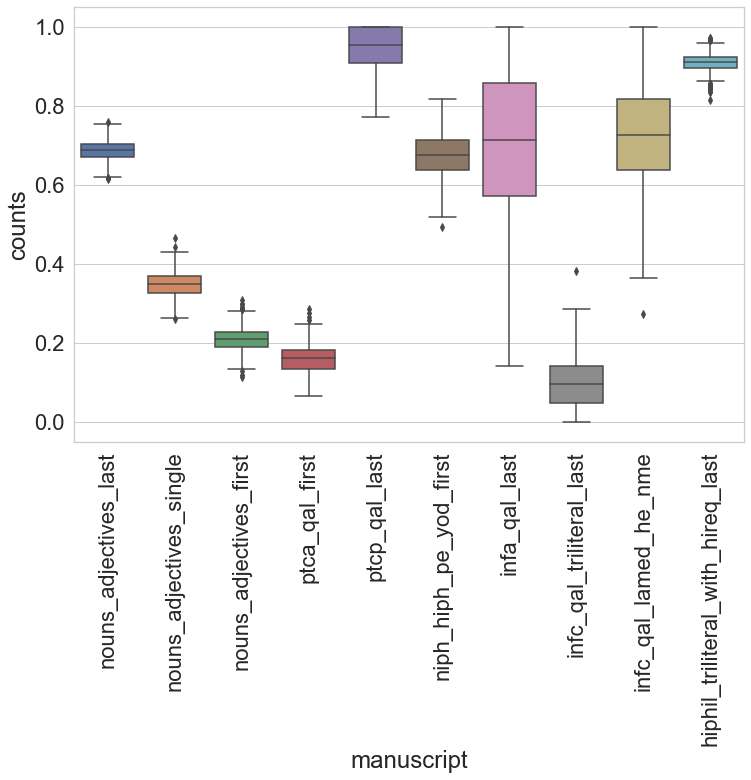 1.0
0.8
0.6
0.4
0.2
0.0
counts
nouns_adjectives_last
nouns_adjectives_single
nouns_adjectives_first
ptca_qal_first
ptcp_qal_last
niph_hiph_pe_yod_first
infa_qal_last
infc_qal_triliteral_last
infc_qal_lamed_he_nme
hiphil_triliteral_with_hireq_last
manuscript